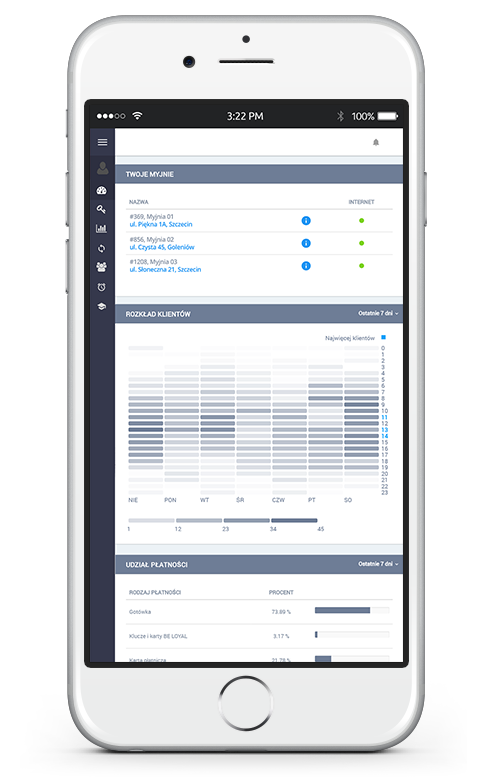 3:22 PM 100%
TWOJE MYJNIE
NAZWA INTERNET
#369, Myjnia 01
ul. Piękna 1A, Szczecin
#856, Myjnia 02
ul. Czysta 45, Goleniów
#1208, Myjnia 03
ul. Słoneczna 21, Szczecin
ROZKŁAD KLIENTÓW Ostatnie 7 dni
Najwięcej klientów
0
1
2
3
4
5
6
7
8
9
10
11
12
13
14
15
16
17
18
19
20
21
22
23
NIE PON WT ŚR CZW PT SO
1 12 23 34 45
UDZIAŁ PŁATNOŚCI Ostatnie 7 dni
RODZAJ PŁATNOŚCI PROCENT
Gotówka 73.89 %
Klucze i karty BE LOYAL 3.17 %
Karta płatnicza 21.78 %